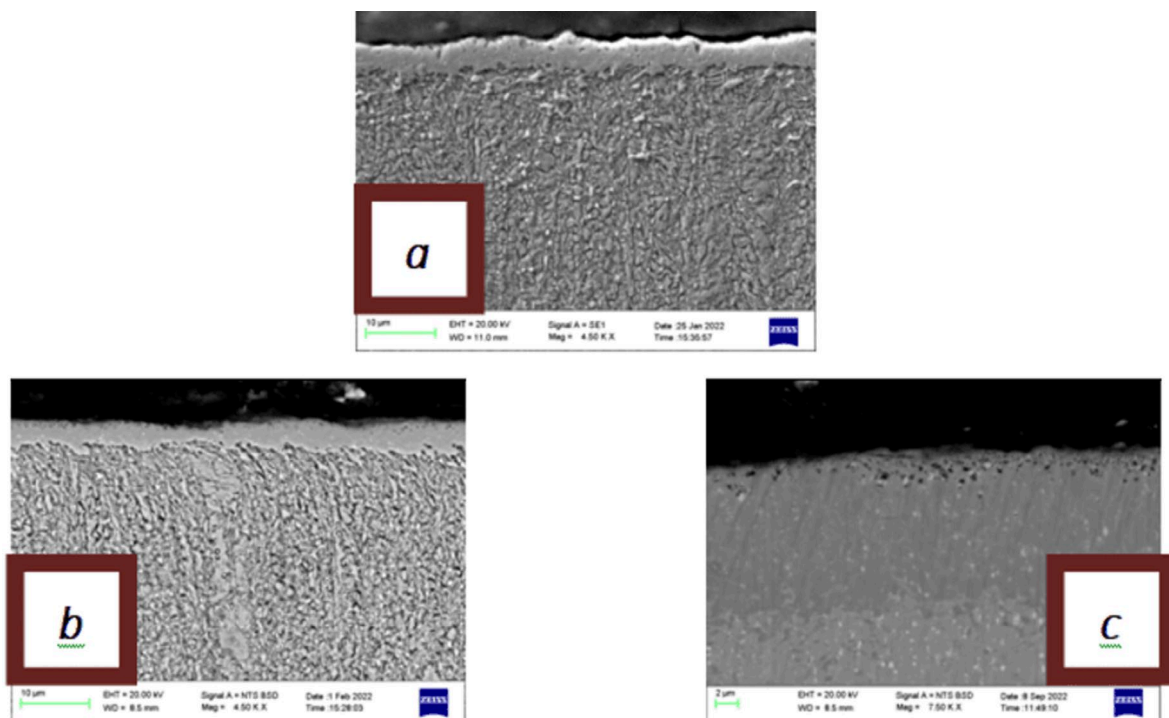 a
10 µm EHT = 20.00 kV Signal A = SE1 Date :25 Jan 2022 ZEISS
WD = 11.0 mm Mag = 4.50 K X Time :15:35:57
b
10 µm EHT = 20.00 kV Signal A = NTS BSD Date :1 Feb 2022 ZEISS
WD = 8.5 mm Mag = 4.50 K X Time :15:28:03
c
2 µm EHT = 20.00 kV Signal A = NTS BSD Date :8 Sep 2022 ZEISS
WD = 8.5 mm Mag = 7.50 K X Time :11:49:10